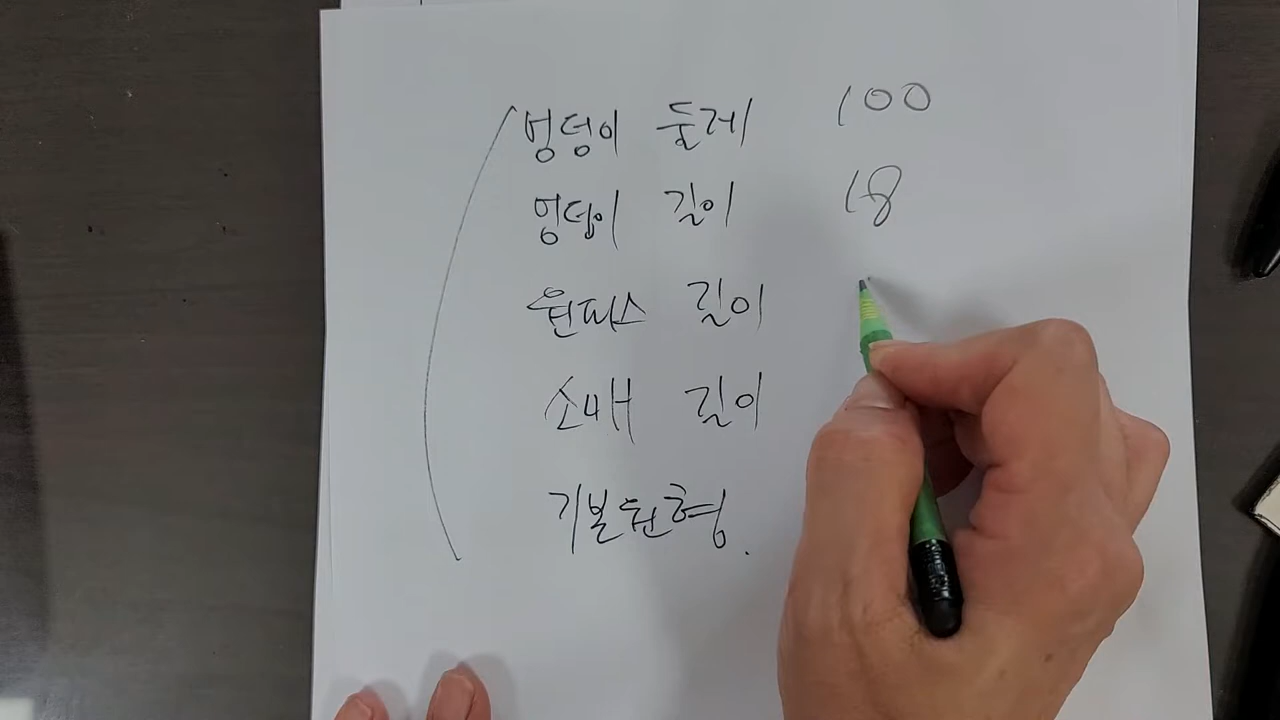 엉덩이 둘레 100
엉덩이 길이 18
원피스 길이
소매 길이
기본원형.